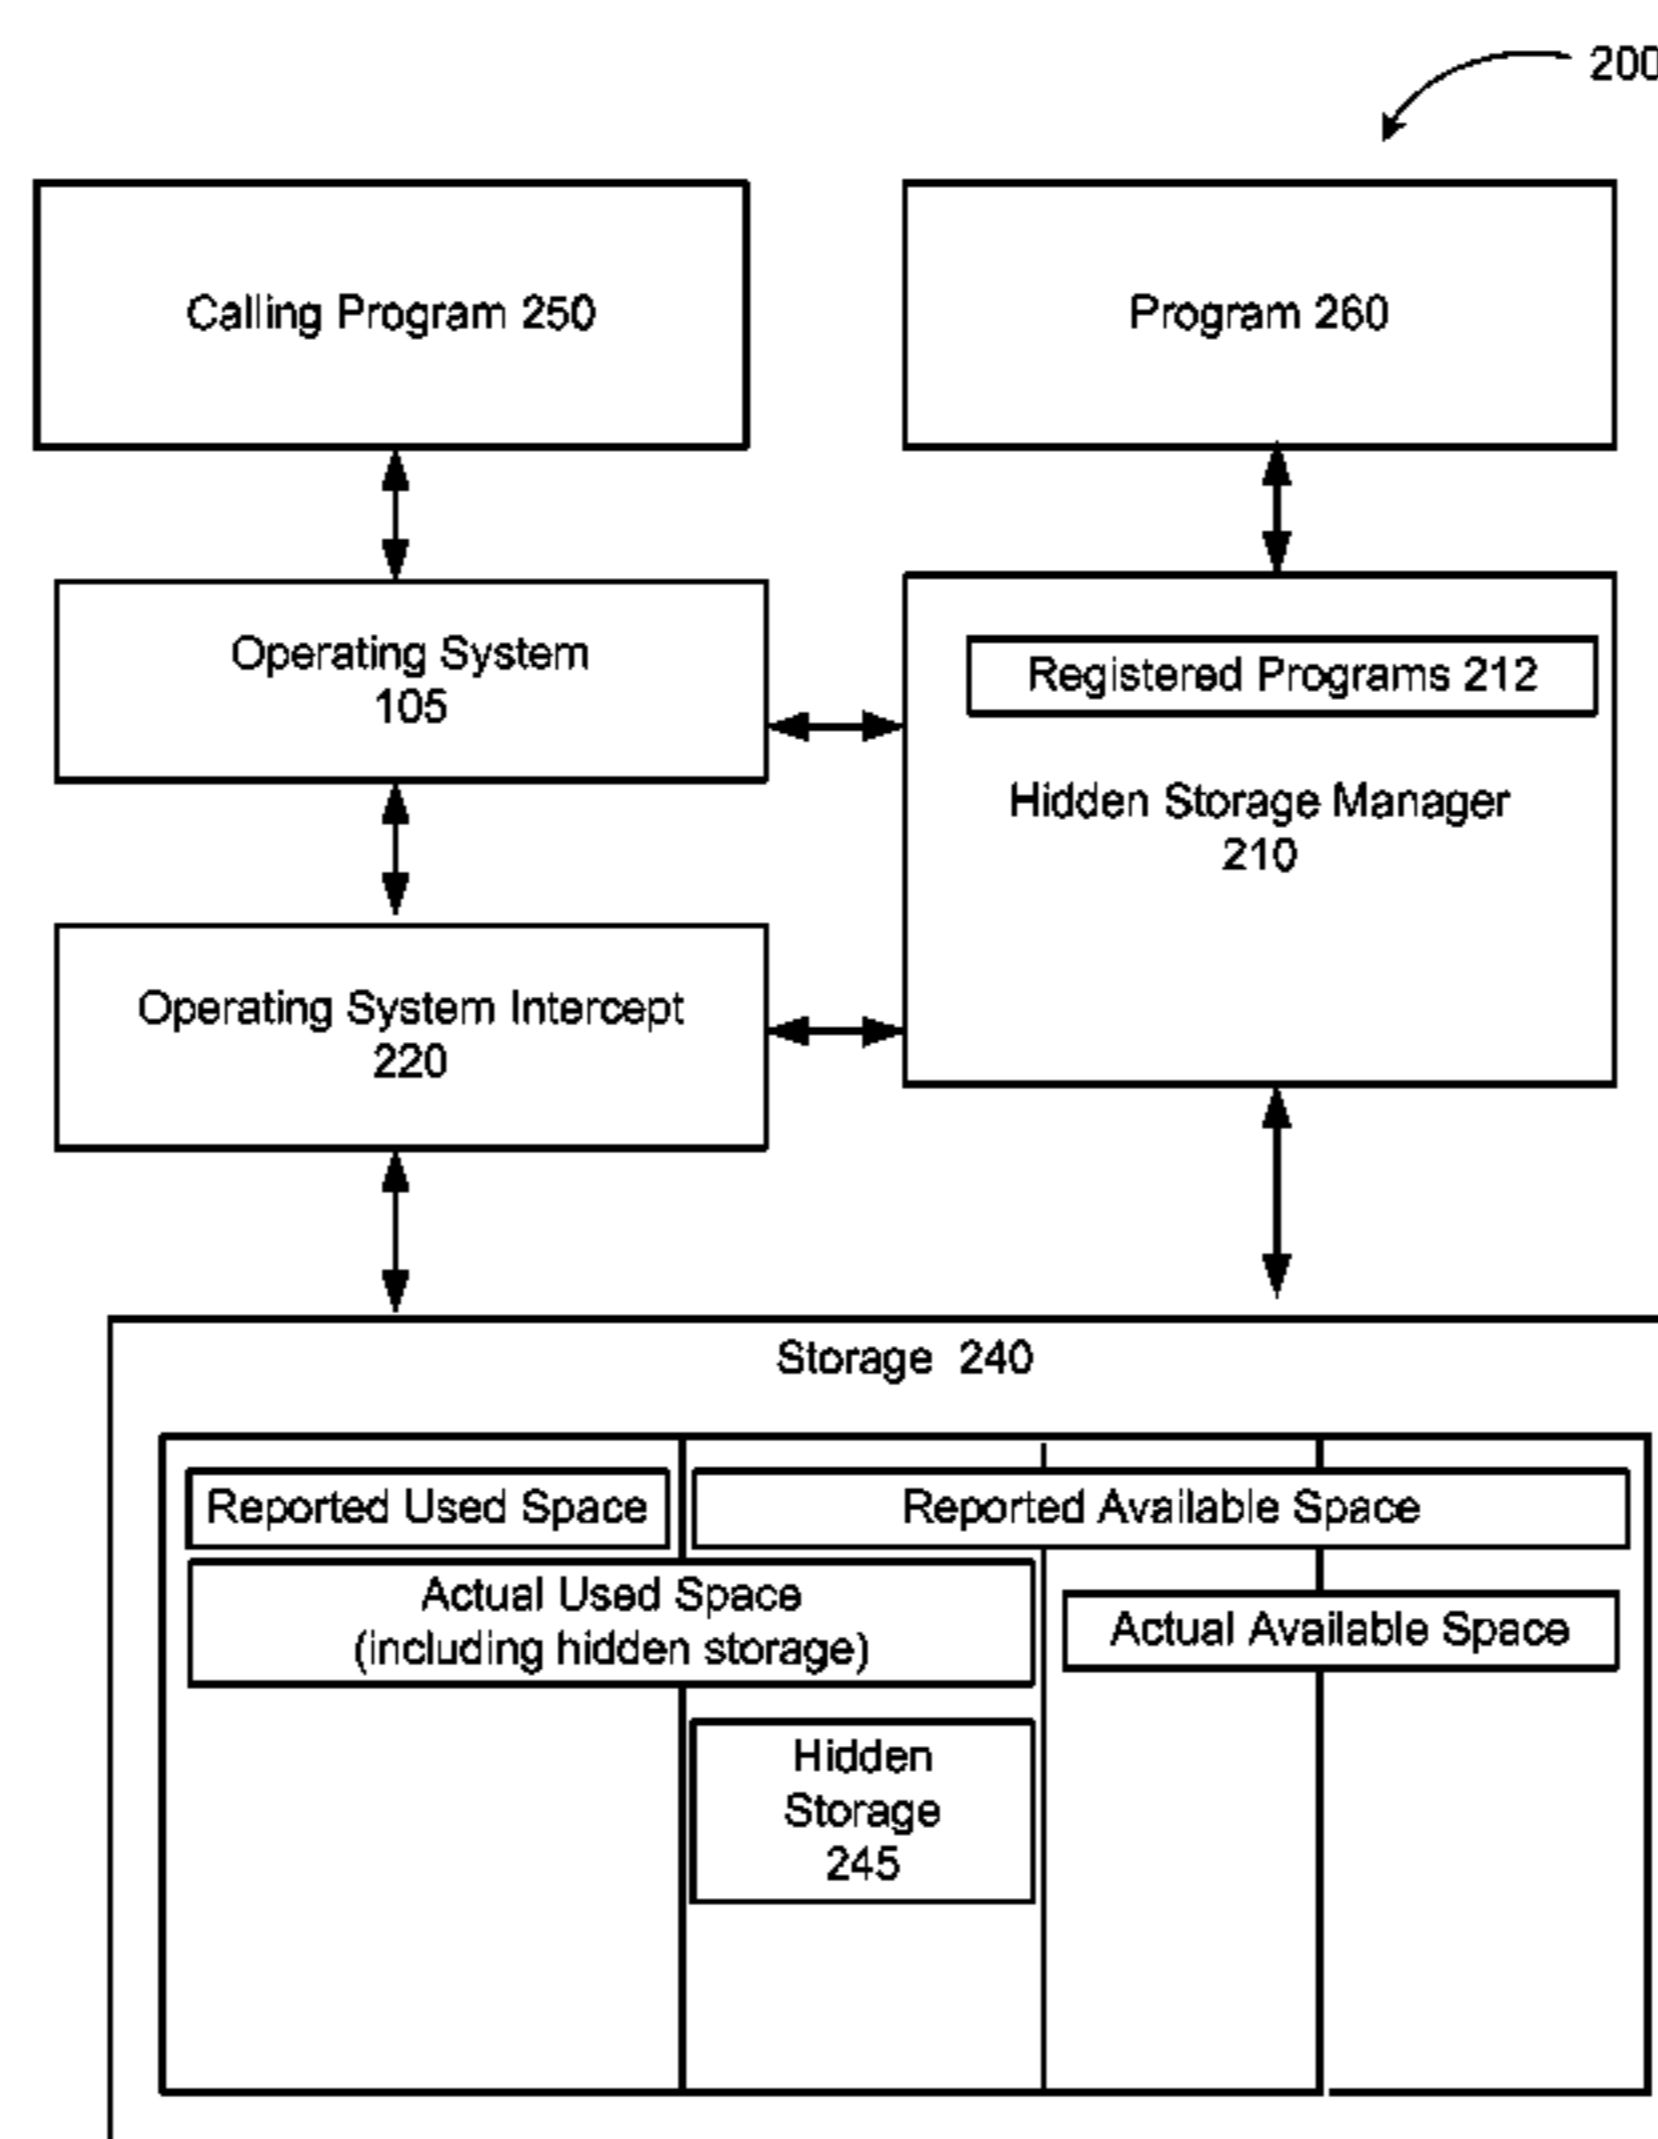 200
Calling Program 250
Program 260
Operating System
105
Registered Programs 212
Hidden Storage Manager
210
Operating System Intercept
220
Storage 240
Reported Used Space
Reported Available Space
Actual Used Space
(including hidden storage)
Actual Available Space
Hidden
Storage
245